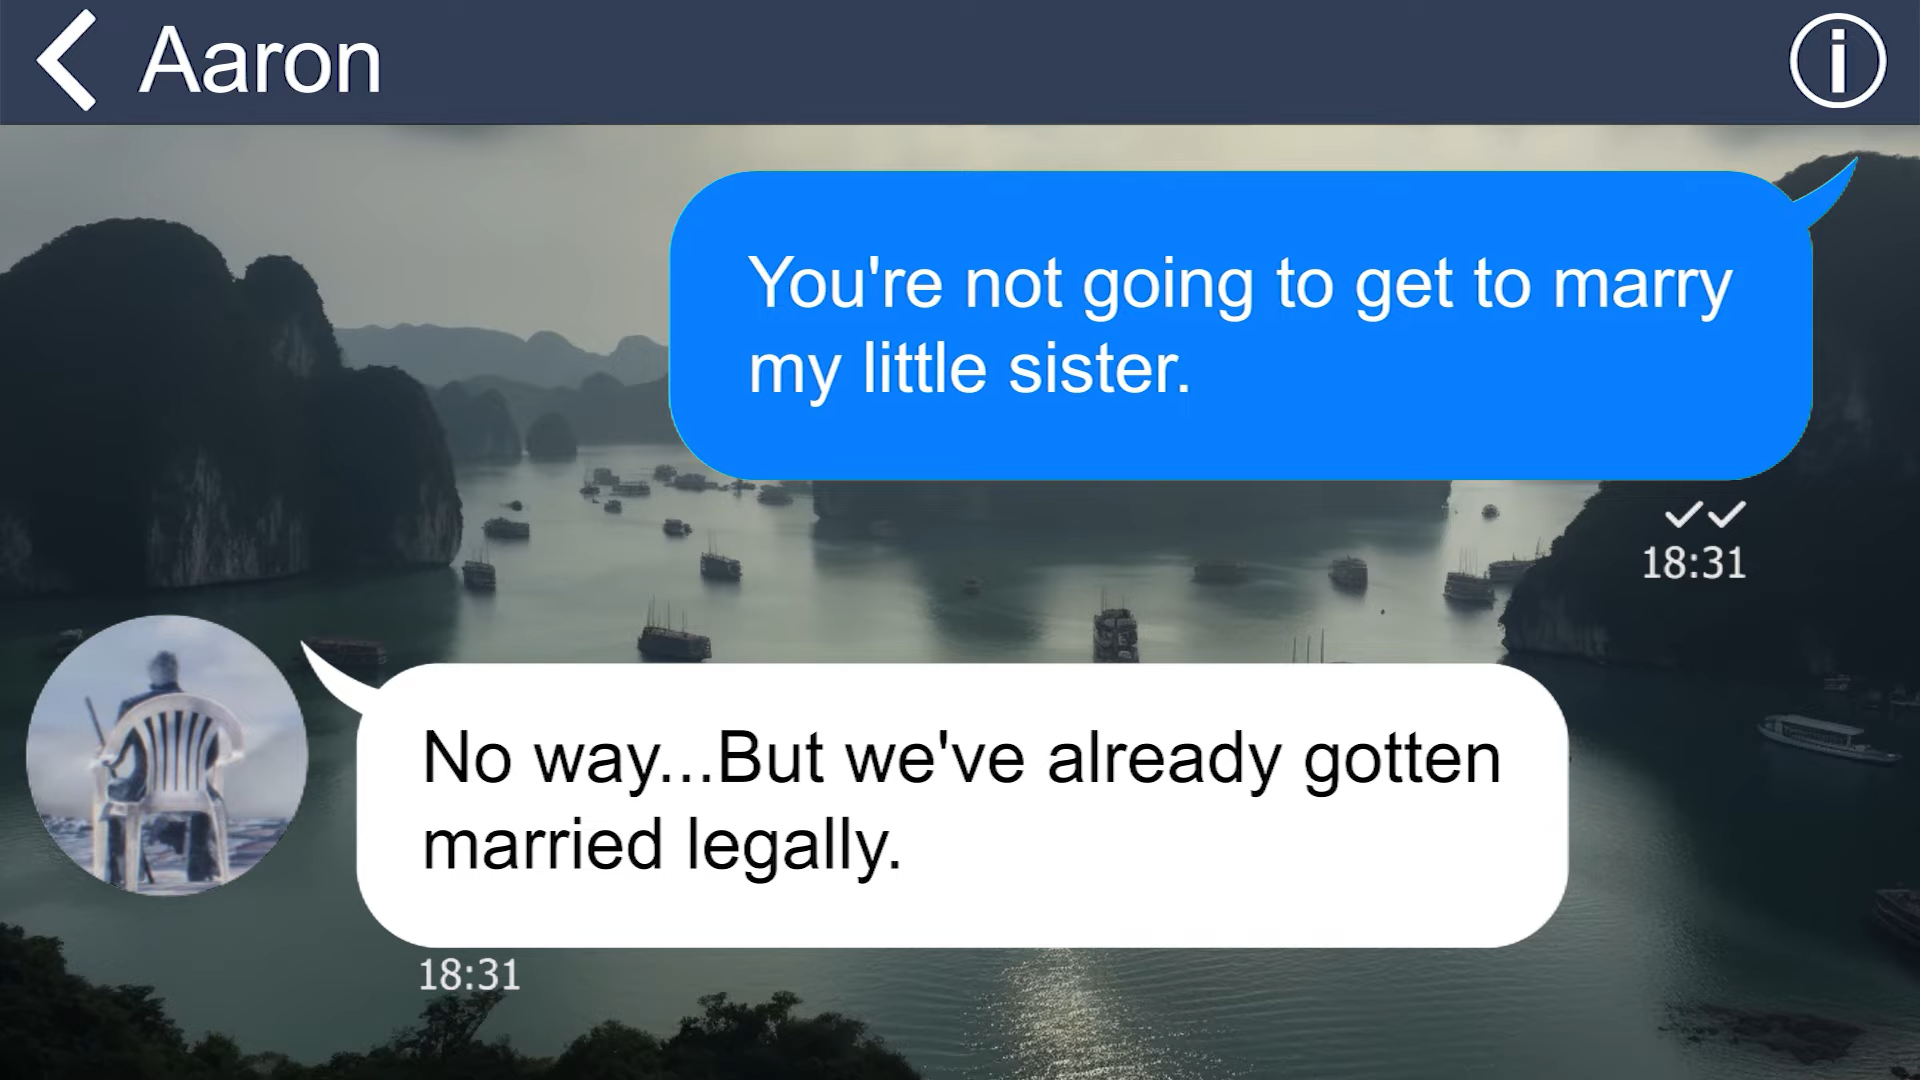 Aaron
You're not going to get to marry
my little sister.
18:31
No way...But we've already gotten
married legally.
18:31